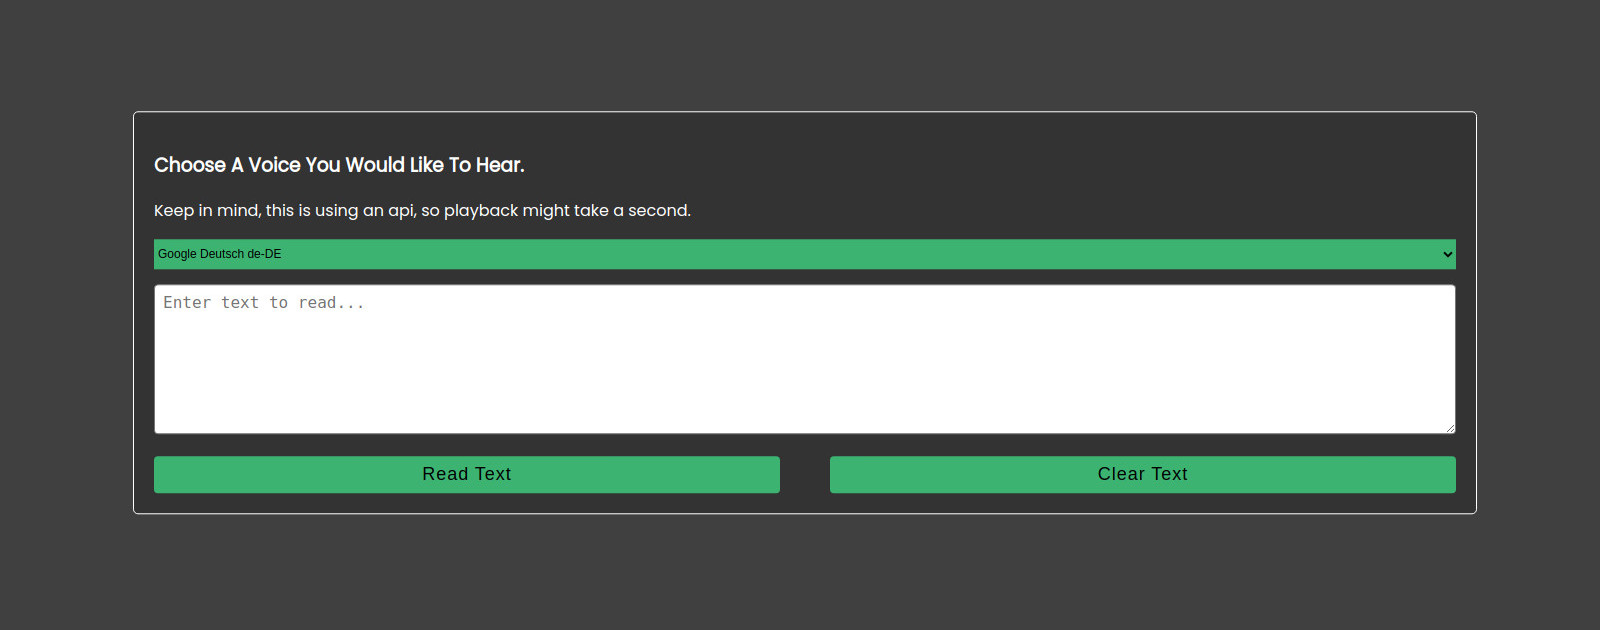 Choose A Voice You Would Like To Hear.
Keep in mind, this is using an api, so playback might take a second.
Google Deutsch de-DE
Enter text to read...
Read Text
Clear Text